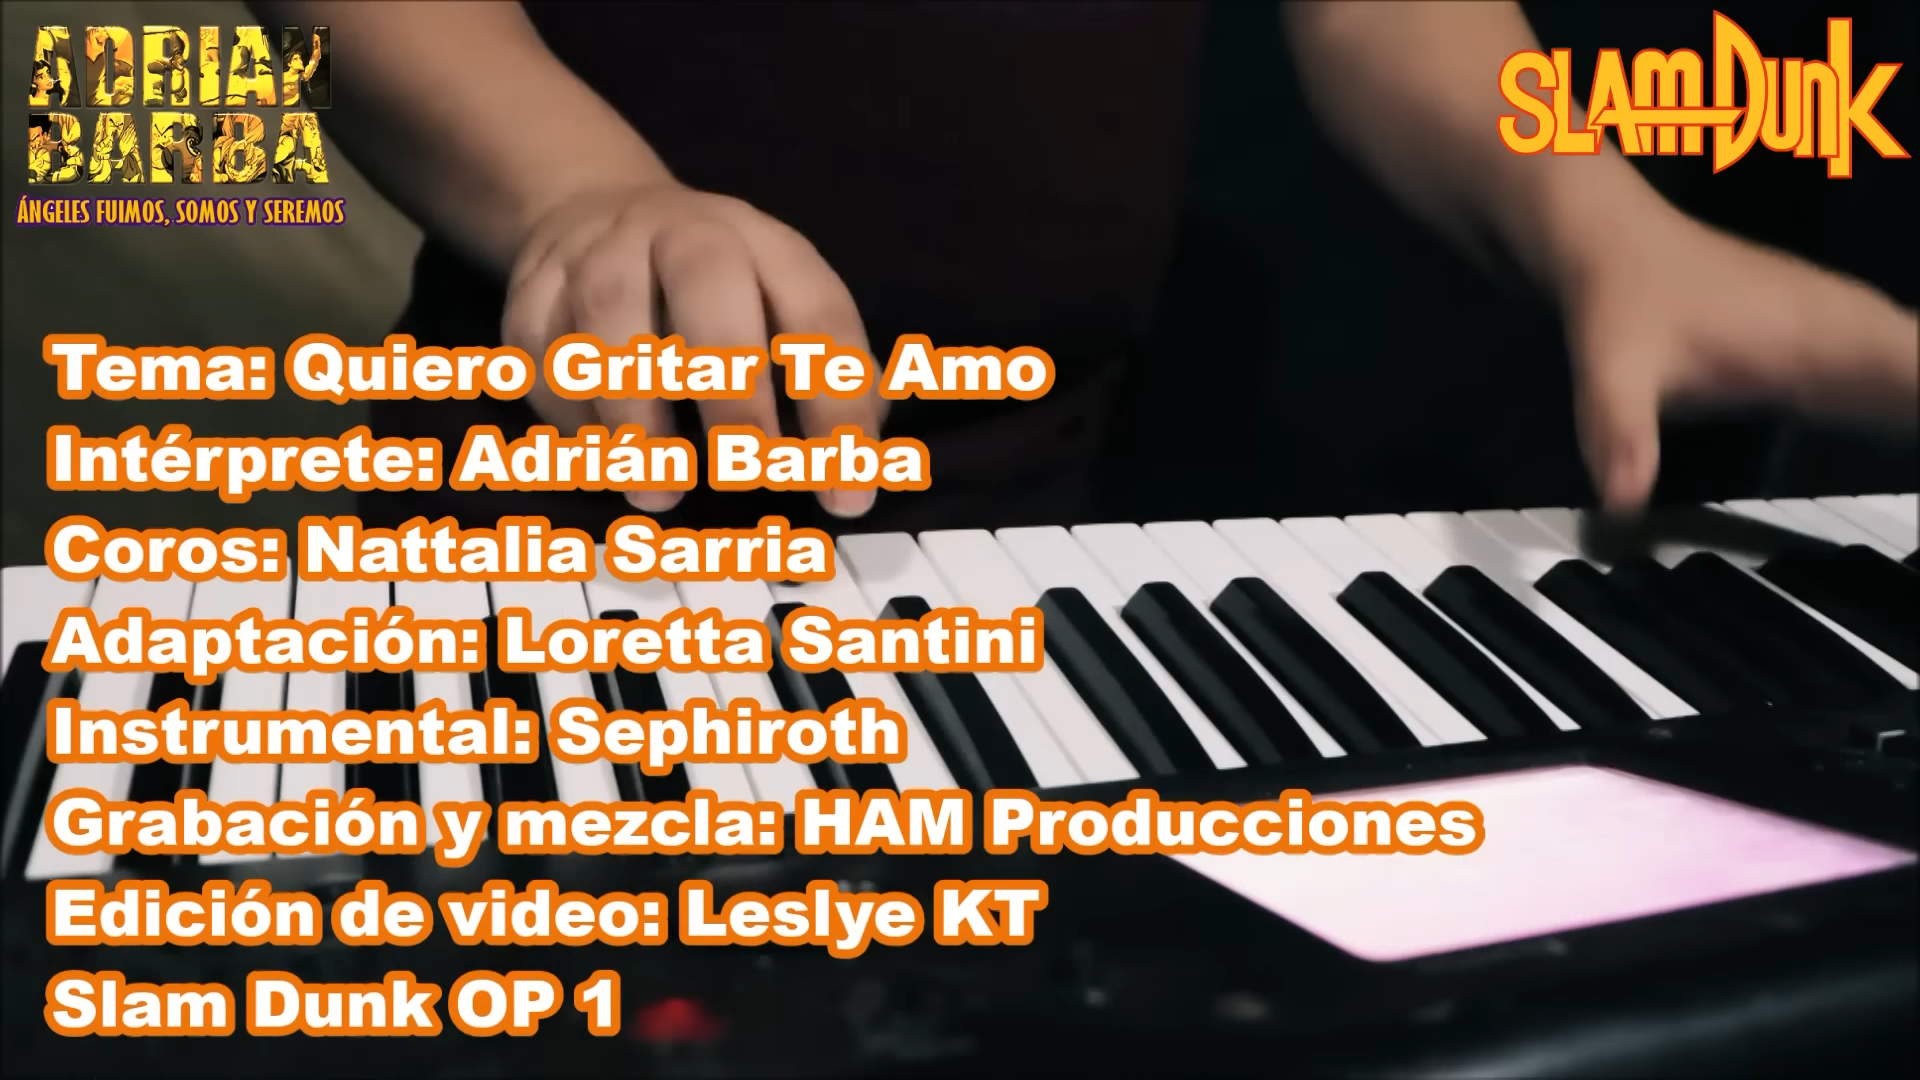 ADRIAN
BARBA
ÁNGELES FUIMOS, SOMOS Y SEREMOS
SLAM DUNK
Tema: Quiero Gritar Te Amo
Intérprete: Adrián Barba
Coros: Nattalia Sarria
Adaptación: Loretta Santini
Instrumental: Sephiroth
Grabación y mezcla: HAM Producciones
Edición de video: Leslye KT
Slam Dunk OP 1